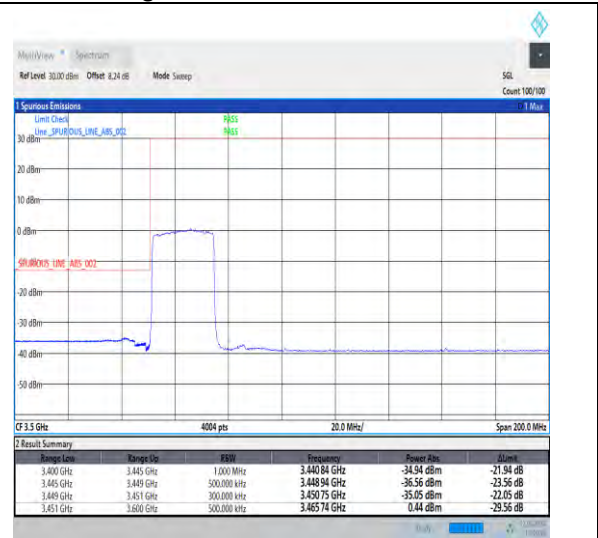 MultiView Spectrum
Ref Level 30.00 dBm Offset 8.24 dB Mode Sweep SGL
Count 100/100
1 Spurious Emissions 1 Max
Limit Check PASS
Line _SPURIOUS_LINE_ABS_002 PASS
30 dBm
20 dBm
10 dBm
0 dBm
SPURIOUS_LINE_ABS_002
-20 dBm
-30 dBm
-40 dBm
-50 dBm
CF 3.5 GHz 4004 pts 20.0 MHz/ Span 200.0 MHz
2 Result Summary
Range Low Range Up RBW Frequency Power Abs ΔLimit
3.400 GHz 3.445 GHz 1.000 MHz 3.440 84 GHz -34.94 dBm -21.94 dB
3.445 GHz 3.449 GHz 500.000 kHz 3.448 94 GHz -36.56 dBm -23.56 dB
3.449 GHz 3.451 GHz 300.000 kHz 3.450 75 GHz -35.05 dBm -22.05 dB
3.451 GHz 3.600 GHz 500.000 kHz 3.465 74 GHz 0.44 dBm -29.56 dB